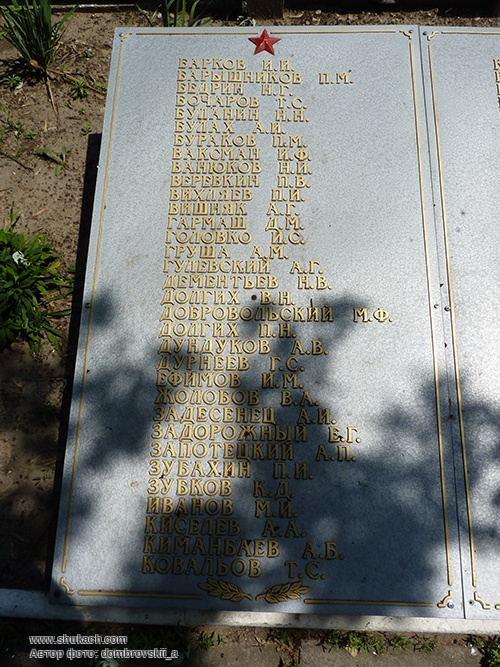 БАРКОВ И.И.
БАРЫШНИКОВ П.М.
БЕДРИН Н.Г.
БОЧАРОВ Т.С.
БУДАНИН Н.Н.
БУЛАХ А.И.
БУРАКОВ П.М.
ВАКСМАН И.Ф.
ВАНЮКОВ Н.И.
ВЕРЕВКИН П.В.
ВИХЛЯЕВ П.И.
ВИШНЯК А.Г.
ГАРМАШ Д.М.
ГОЛОВКО И.С.
ГРУША А.М.
ГУЛЕВСКИЙ А.Г.
ДЕМЕНТЬЕВ Н.В.
ДОЛГИХ В.Н.
ДОБРОВОЛЬСКИЙ М.Ф.
ДОЛГИХ П.Н.
ДУНДУКОВ А.В.
ДУРНЕЕВ Г.С.
ЕФИМОВ И.М.
ЖОЛОБОВ В.А.
ЗАДЕСЕНЕЦ А.И.
ЗАДОРОЖНЫЙ Е.Г.
ЗАПОТЕЦКИЙ А.П.
ЗУБАХИН П.И.
ЗУБКОВ К.Д.
ИВАНОВ М.И.
КИСЕЛЕВ А.А.
КИМАНБАЕВ А.Б.
КОВАЛЬОВ Т.С.
www.shukach.com
Автор фото: dombrovskii_a